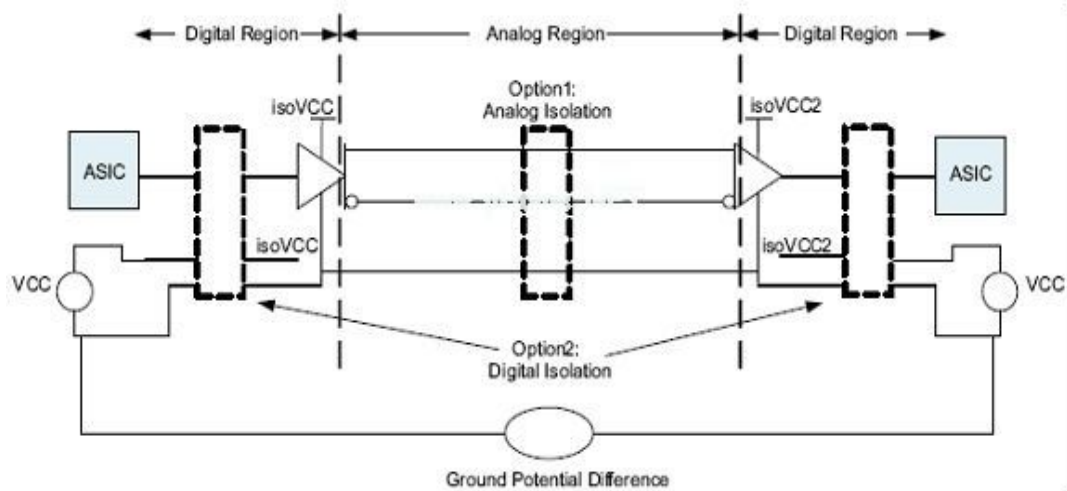 Digital Region
Analog Region
Digital Region
Option1:
Analog Isolation
isoVCC
isoVCC2
ASIC
ASIC
isoVCC
isoVCC2
VCC
VCC
Option2:
Digital Isolation
Ground Potential Difference